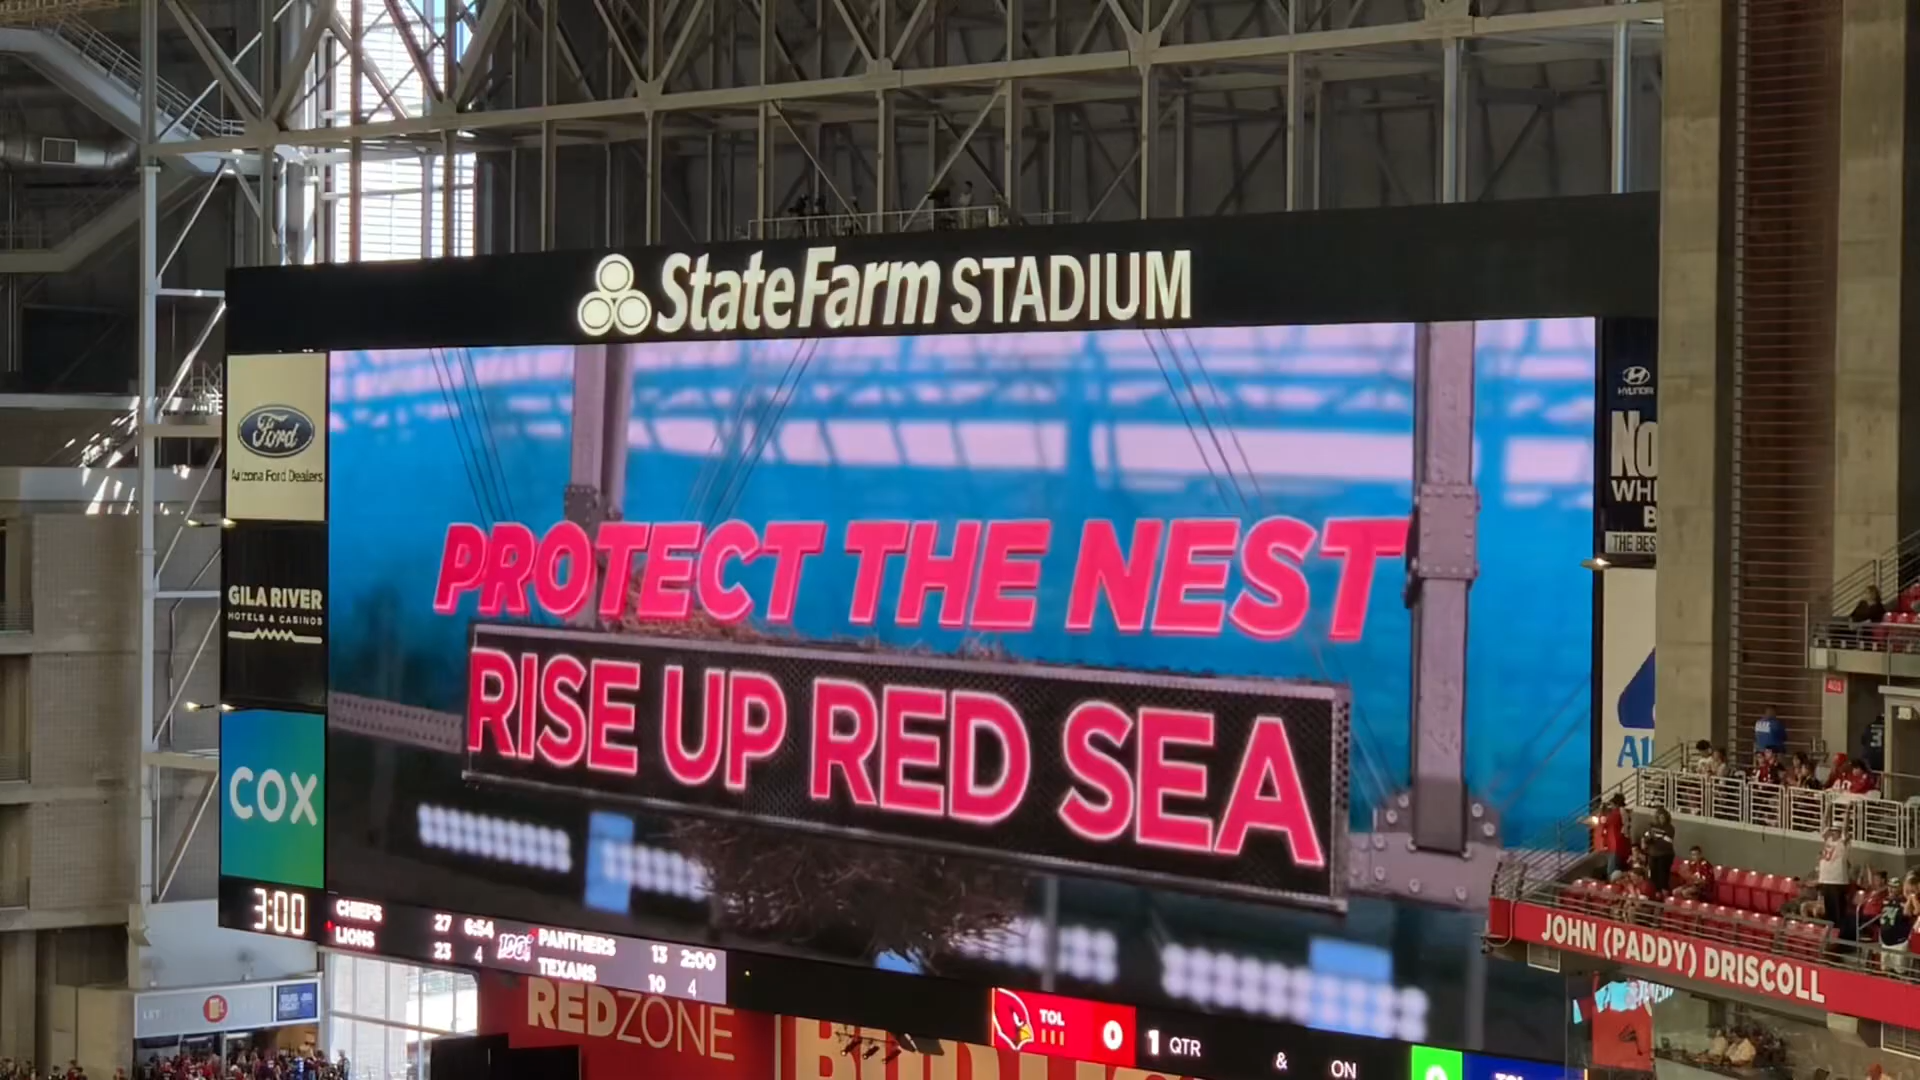 StateFarm STADIUM
Ford
Arizona Ford Dealers
GILA RIVER
HOTELS & CASINOS
COX
PROTECT THE NEST
RISE UP RED SEA
HYUNDAI
THE BES
3:00
CHIEFS 27 6:54
LIONS 23 4
100
PANTHERS 13 2:00
TEXANS 10 4
REDZONE
TOL
0
1 QTR & ON
JOHN (PADDY) DRISCOLL